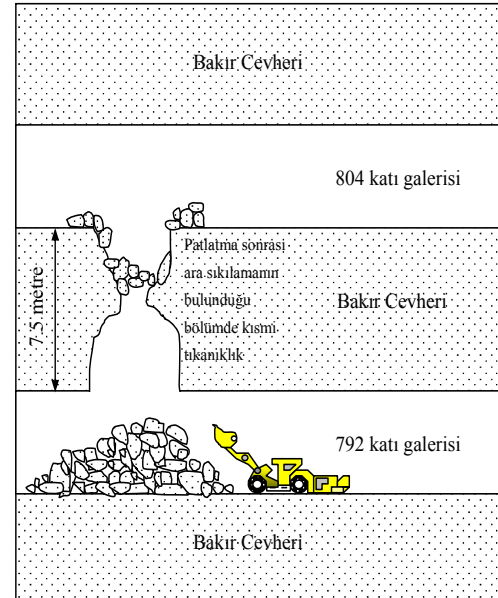 Bakır Cevheri
804 katı galerisi
7.5 metre
Patlatma sonrası
ara sıkılamamın
bulunduğu
bölümde kısmi
tıkanıklık
Bakır Cevheri
792 katı galerisi
Bakır Cevheri